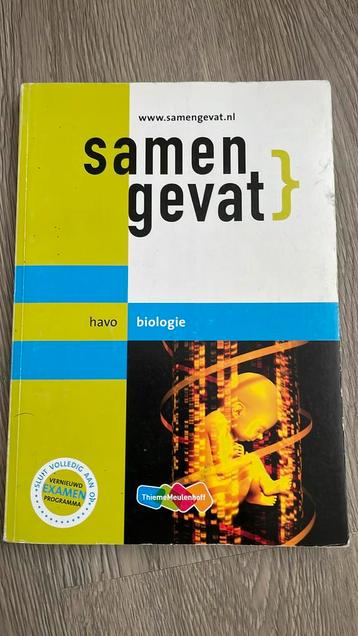 www.samengevat.nl
samen
gevat}
havo biologie
SLUIT VOLLEDIG AAN OP
VERNIEUWD
EXAMEN
PROGRAMMA
ThiemeMeulenhoff